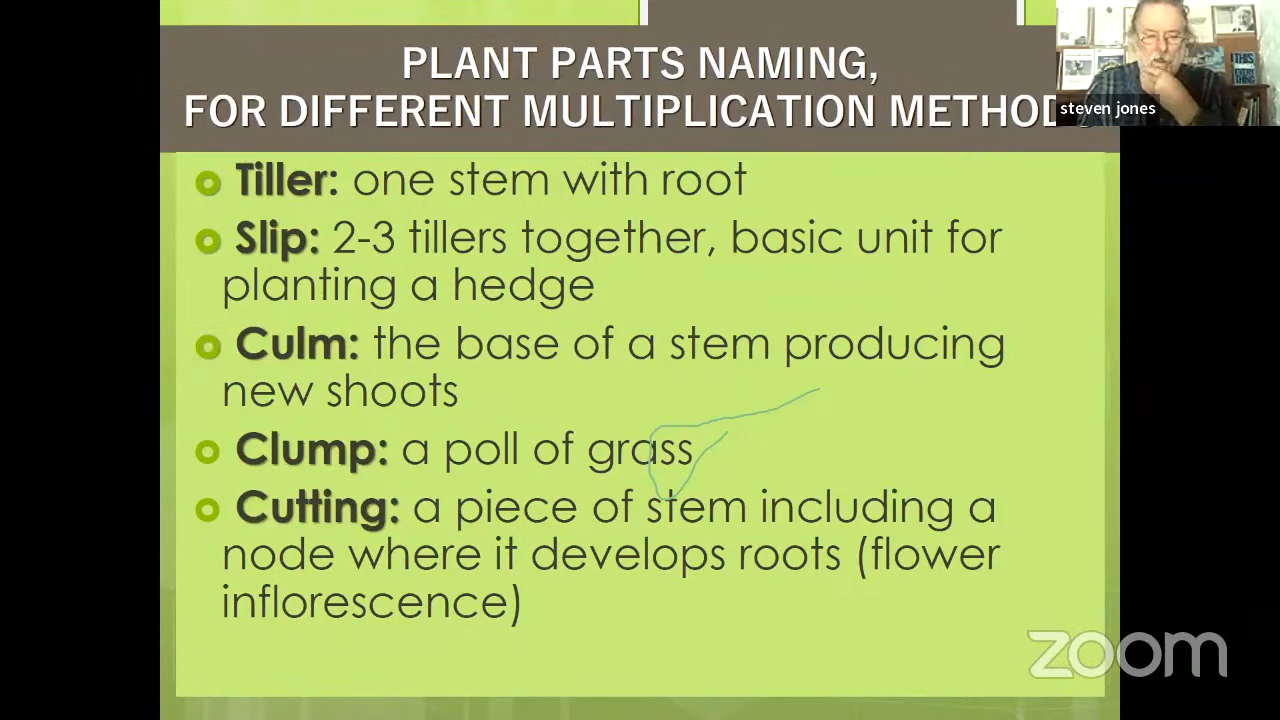 PLANT PARTS NAMING,
FOR DIFFERENT MULTIPLICATION METHODS
steven jones
Tiller: one stem with root
Slip: 2-3 tillers together, basic unit for
planting a hedge
Culm: the base of a stem producing
new shoots
Clump: a poll of grass
Cutting: a piece of stem including a
node where it develops roots (flower
inflorescence)
zoom